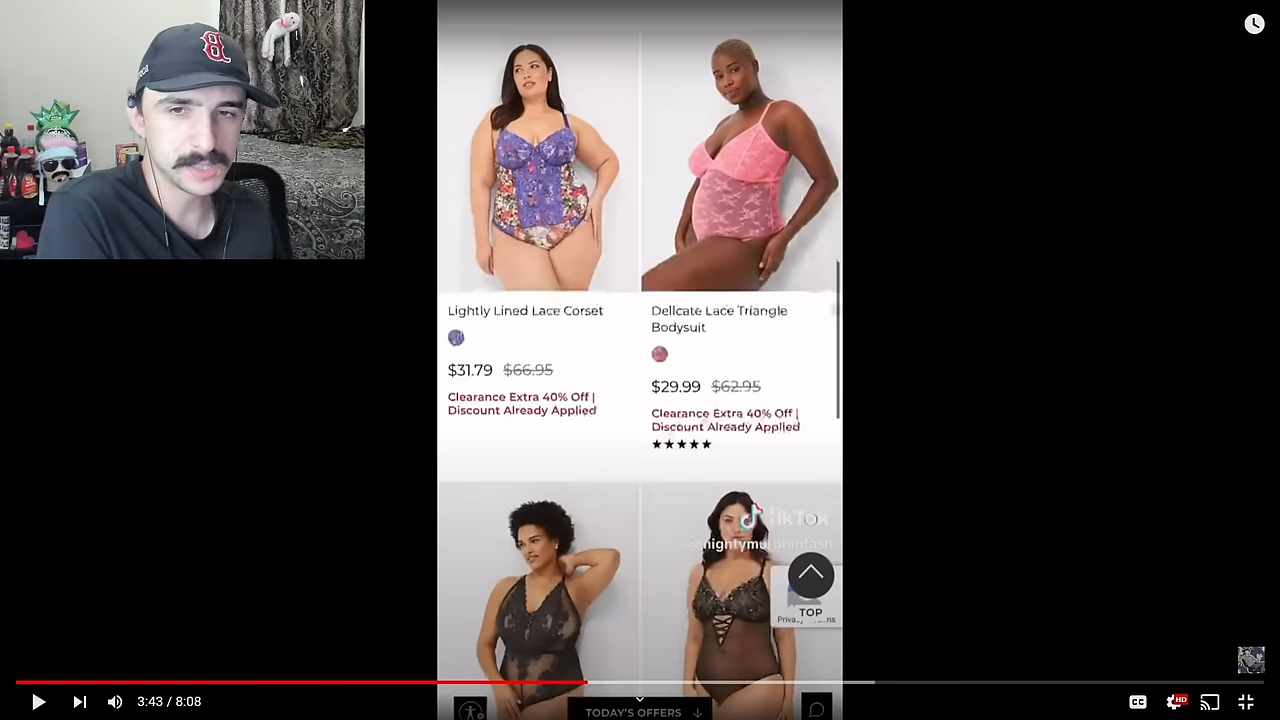 B
Lightly Lined Lace Corset
$31.79 $66.95
Clearance Extra 40% Off |
Discount Already Applied
Delicate Lace Triangle
Bodysuit
$29.99 $62.95
Clearance Extra 40% Off |
Discount Already Applied
★★★★★
TikTok
TOP
TODAY'S OFFERS ↓
3:43 / 8:08
CC
HD